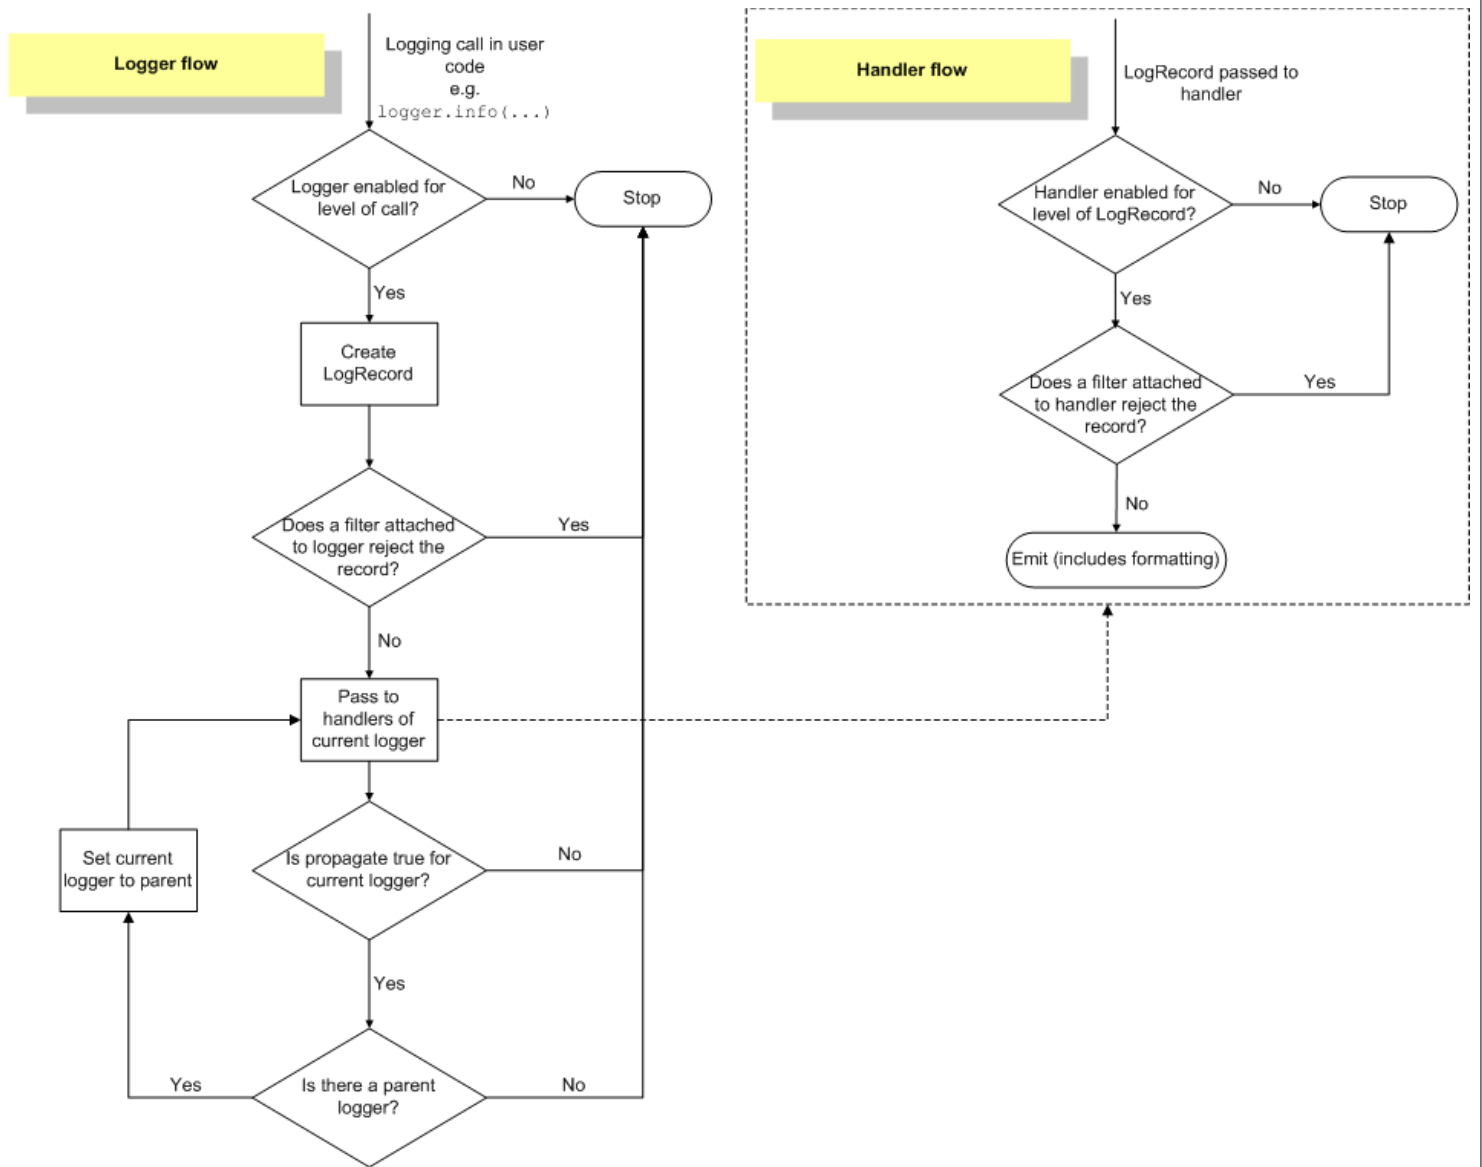 Logger flow
Logging call in user
code
e.g.
logger.info(...)
Logger enabled for
level of call?
No
Stop
Yes
Create
LogRecord
Does a filter attached
to logger reject the
record?
Yes
No
Pass to
handlers of
current logger
Set current
logger to parent
Is propagate true for
current logger?
No
Yes
Is there a parent
logger?
Yes
No
Handler flow
LogRecord passed to
handler
Handler enabled for
level of LogRecord?
No
Stop
Yes
Does a filter attached
to handler reject the
record?
Yes
No
Emit (includes formatting)